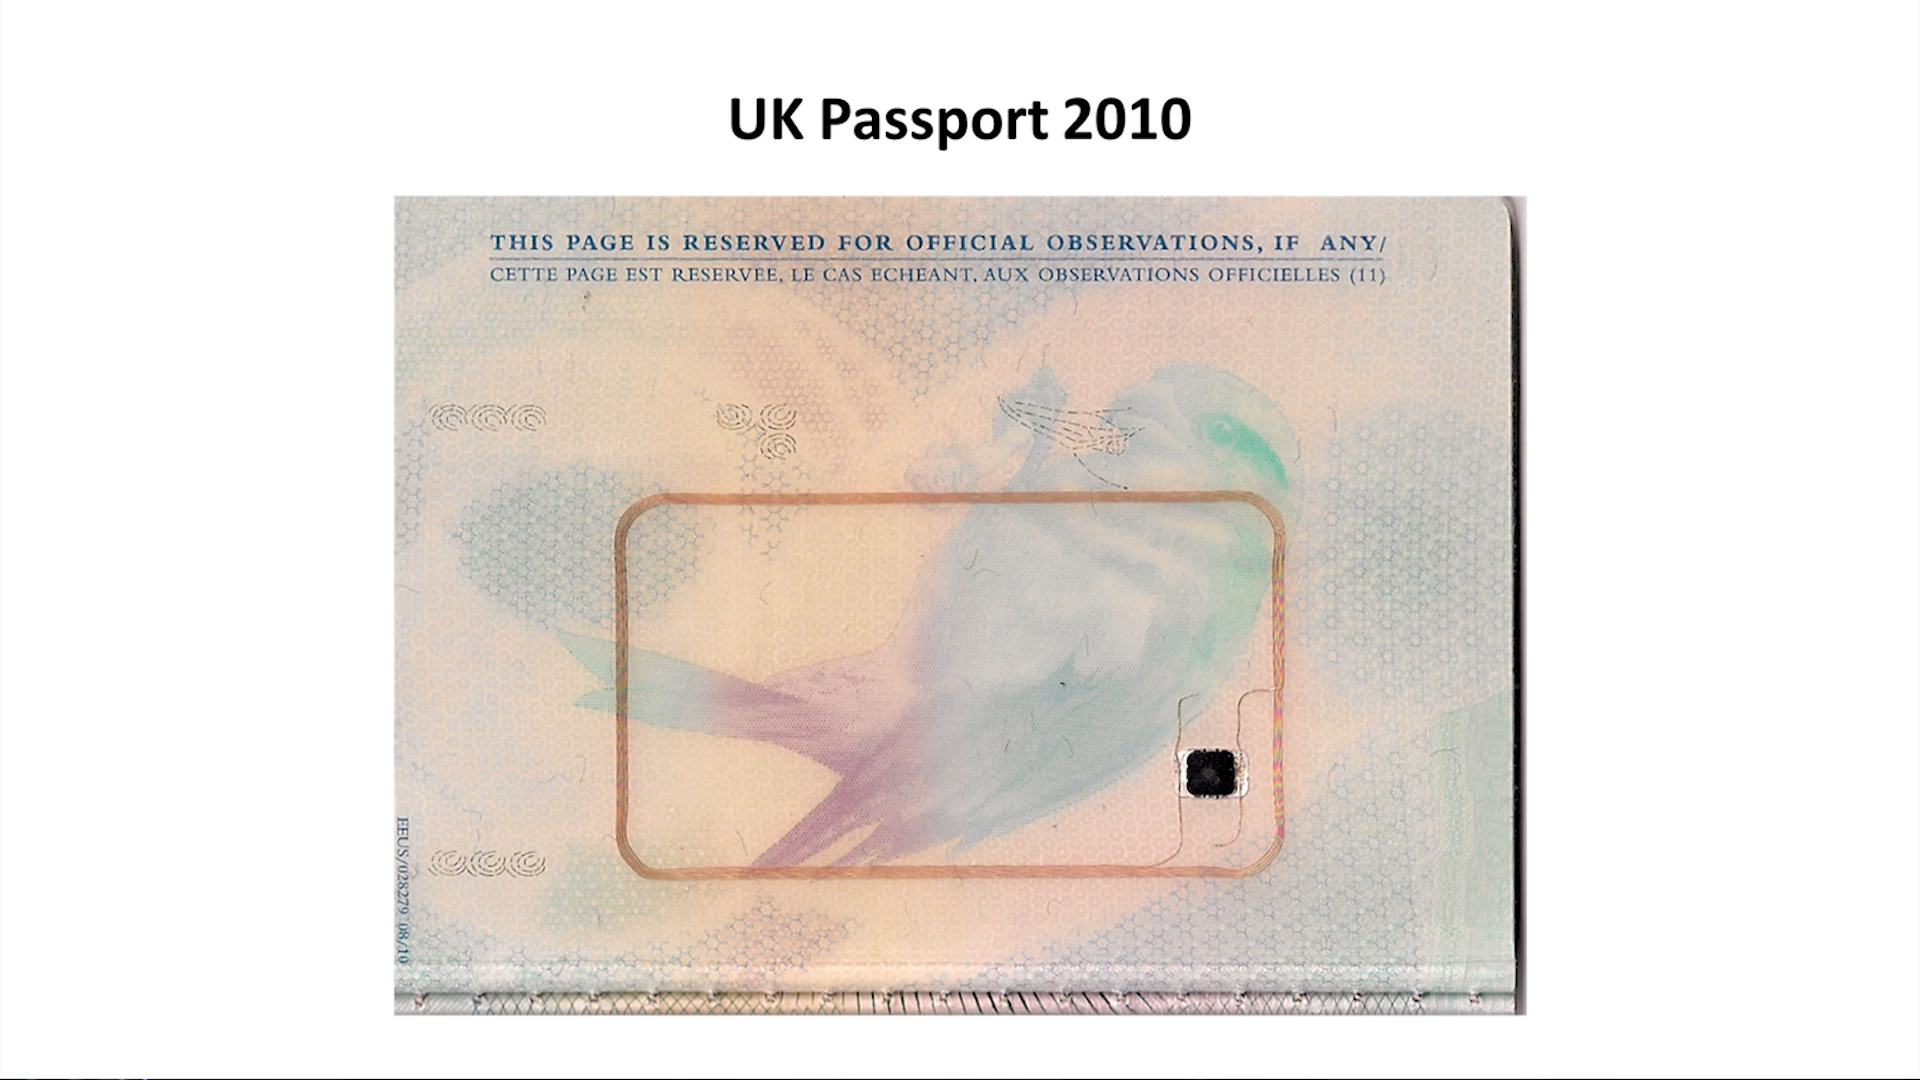 UK Passport 2010
THIS PAGE IS RESERVED FOR OFFICIAL OBSERVATIONS, IF ANY/
CETTE PAGE EST RESERVEE, LE CAS ECHEANT, AUX OBSERVATIONS OFFICIELLES (11)
EEUS/028279 08/10